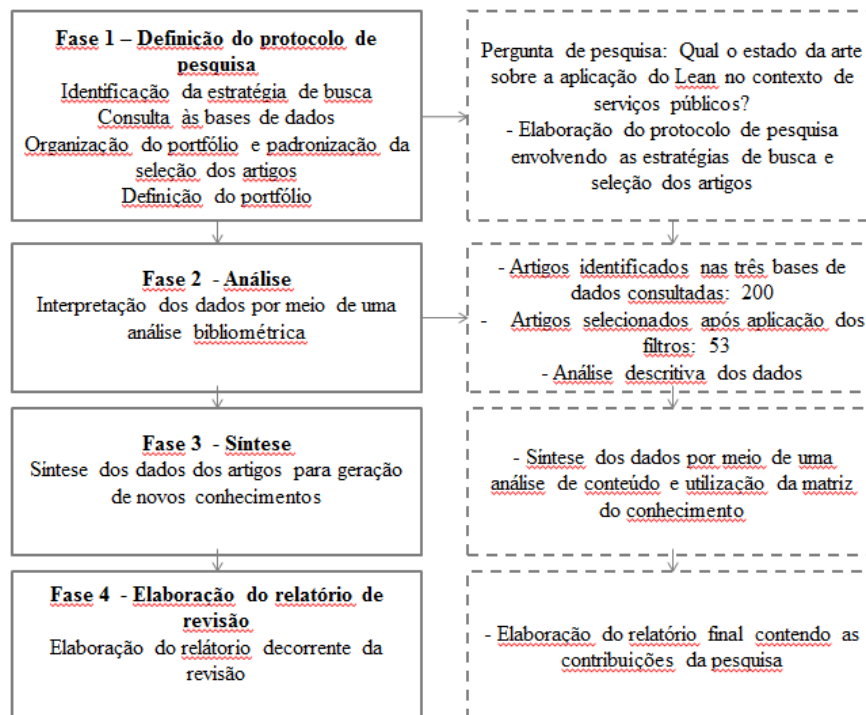 Fase 1 – Definição do protocolo de
pesquisa
Identificação da estratégia de busca
Consulta às bases de dados
Organização do portfólio e padronização da
seleção dos artigos
Definição do portfólio
Pergunta de pesquisa: Qual o estado da arte
sobre a aplicação do Lean no contexto de
serviços públicos?
- Elaboração do protocolo de pesquisa
envolvendo as estratégias de busca e
seleção dos artigos
Fase 2 - Análise
Interpretação dos dados por meio de uma
análise bibliométrica
- Artigos identificados nas três bases de
dados consultadas: 200
- Artigos selecionados após aplicação dos
filtros: 53
- Análise descritiva dos dados
Fase 3 - Síntese
Síntese dos dados dos artigos para geração
de novos conhecimentos
- Síntese dos dados por meio de uma
análise de conteúdo e utilização da matriz
do conhecimento
Fase 4 - Elaboração do relatório de
revisão
Elaboração do relátorio decorrente da
revisão
- Elaboração do relatório final contendo as
contribuições da pesquisa